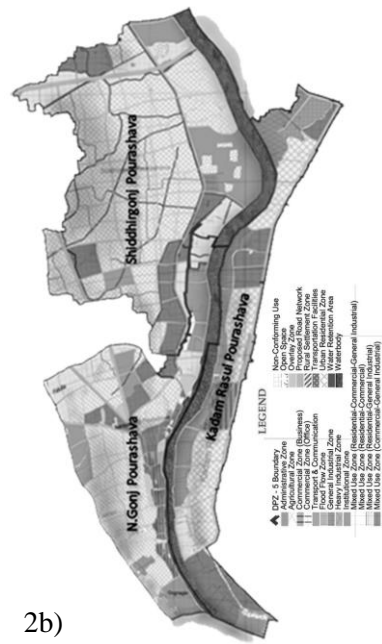 2b)
N.Gonj Pourashava
Shiddhirgonj Pourashava
Kadam Rasul Pourashava
LEGEND
DPZ - 5 Boundary
Administrative Zone
Agricultural Zone
Commercial Zone (Business)
Commercial Zone (Office)
Transport & Communication
Flood Flow Zone
General Industrial Zone
Heavy Industrial Zone
Institutional Zone
Mixed Use Zone (Residential-Commercial-General Industrial)
Mixed Use Zone (Residential-Commercial)
Mixed Use Zone (Residential-General Industrial)
Mixed Use Zone (Commercial-General Industrial)
Non-Conforming Use
Open Space
Overlay Zone
Proposed Road Network
Rural Settlement Zone
Transportation Facilities
Urban Residential Zone
Water Retention Area
Waterbody